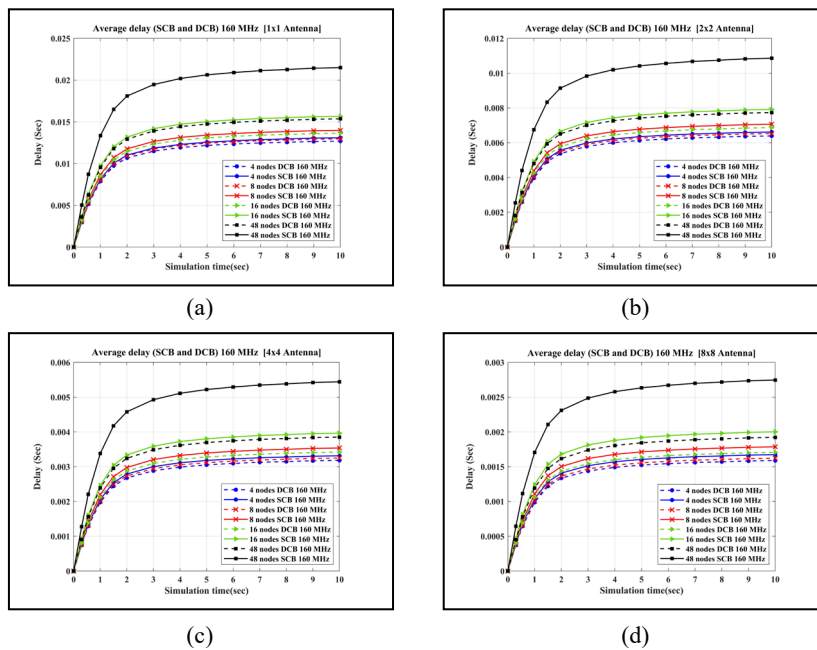 Average delay (SCB and DCB) 160 MHz [1x1 Antenna]
0.025
0.02
0.015
0.01
0.005
0
Delay (Sec)
4 nodes DCB 160 MHz
4 nodes SCB 160 MHz
8 nodes DCB 160 MHz
8 nodes SCB 160 MHz
16 nodes DCB 160 MHz
16 nodes SCB 160 MHz
48 nodes DCB 160 MHz
48 nodes SCB 160 MHz
0 1 2 3 4 5 6 7 8 9 10
Simulation time(sec)
(a)
Average delay (SCB and DCB) 160 MHz [2x2 Antenna]
0.012
0.01
0.008
0.006
0.004
0.002
0
Delay (Sec)
4 nodes DCB 160 MHz
4 nodes SCB 160 MHz
8 nodes DCB 160 MHz
8 nodes SCB 160 MHz
16 nodes DCB 160 MHz
16 nodes SCB 160 MHz
48 nodes DCB 160 MHz
48 nodes SCB 160 MHz
0 1 2 3 4 5 6 7 8 9 10
Simulation time(sec)
(b)
Average delay (SCB and DCB) 160 MHz [4x4 Antenna]
0.006
0.005
0.004
0.003
0.002
0.001
0
Delay (Sec)
4 nodes DCB 160 MHz
4 nodes SCB 160 MHz
8 nodes DCB 160 MHz
8 nodes SCB 160 MHz
16 nodes DCB 160 MHz
16 nodes SCB 160 MHz
48 nodes DCB 160 MHz
48 nodes SCB 160 MHz
0 1 2 3 4 5 6 7 8 9 10
Simulation time(sec)
(c)
Average delay (SCB and DCB) 160 MHz [8x8 Antenna]
0.003
0.0025
0.002
0.0015
0.001
0.0005
0
Delay (Sec)
4 nodes DCB 160 MHz
4 nodes SCB 160 MHz
8 nodes DCB 160 MHz
8 nodes SCB 160 MHz
16 nodes DCB 160 MHz
16 nodes SCB 160 MHz
48 nodes DCB 160 MHz
48 nodes SCB 160 MHz
0 1 2 3 4 5 6 7 8 9 10
Simulation time(sec)
(d)